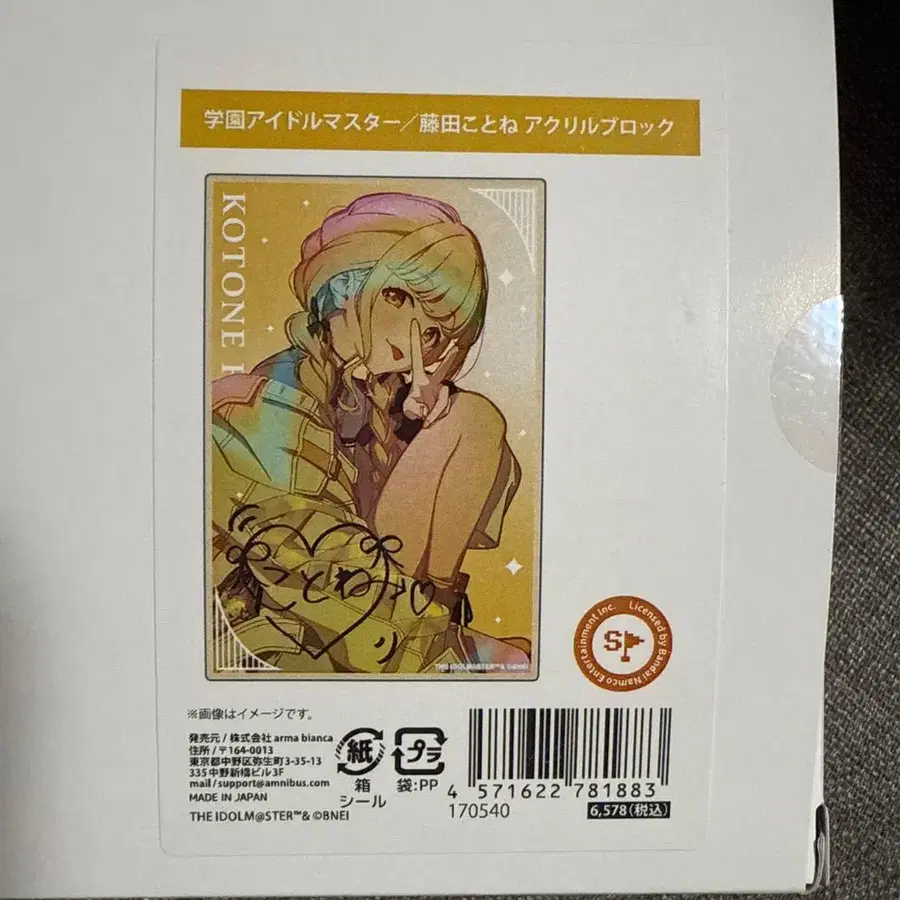 学園アイドルマスター／藤田ことね アクリルブロック
KOTONE
ことね
THE IDOLM@STER™& ©BNEI
Licensed by Bandai Namco Entertainment Inc.
S
※画像はイメージです。
発売元 / 株式会社 arma bianca
住所 / 〒164-0013
東京都中野区弥生町3-35-13
335中野新橋ビル3F
mail / support@amnibus.com
MADE IN JAPAN
THE IDOLM@STER™& ©BNEI
紙
箱
シール
プラ
袋:PP
4 571622 781883
170540
6,578(税込)